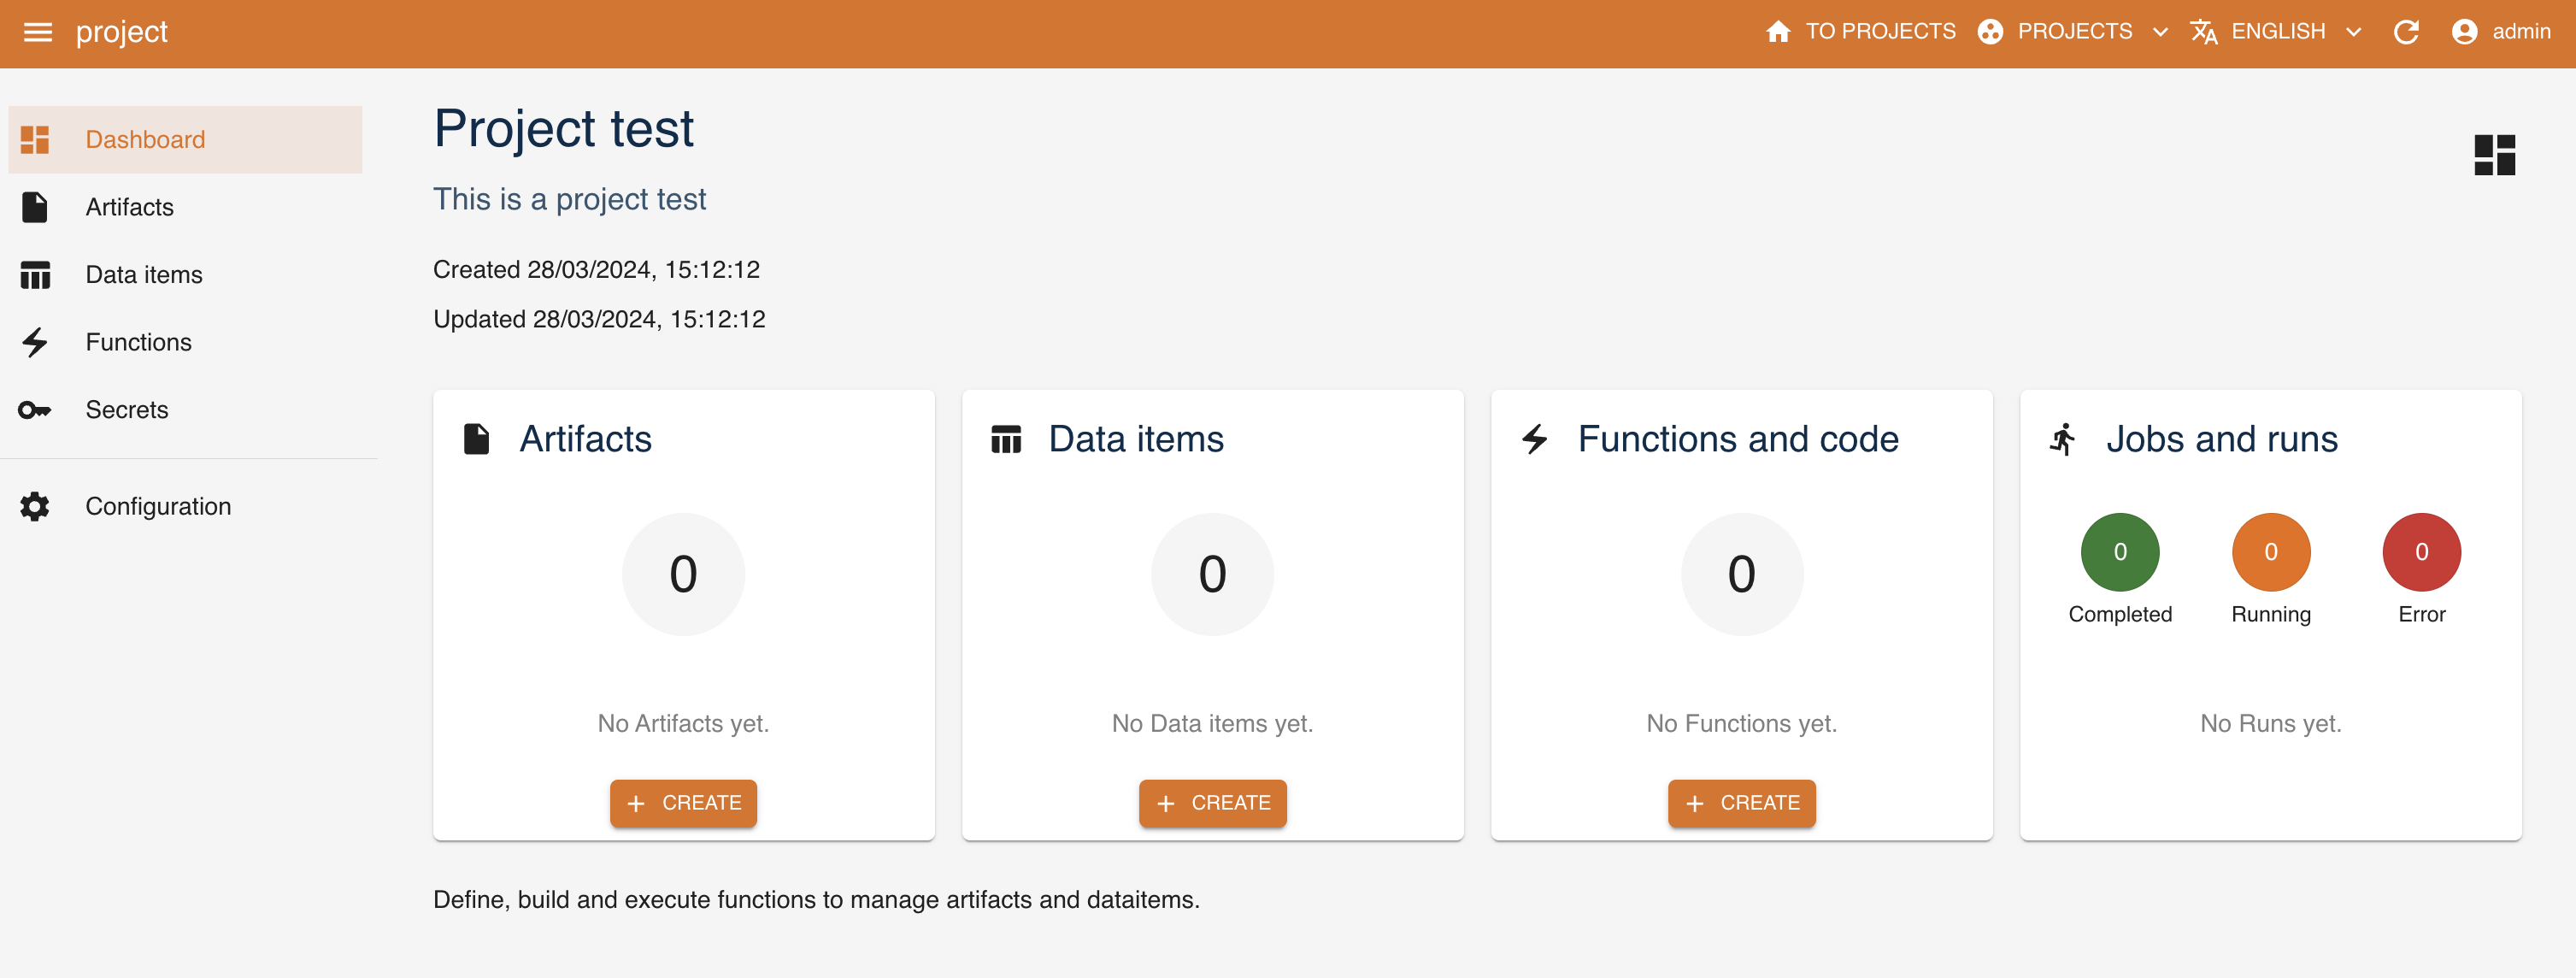 project
TO PROJECTS
PROJECTS
ENGLISH
admin
Dashboard
Artifacts
Data items
Functions
Secrets
Configuration
Project test
This is a project test
Created 28/03/2024, 15:12:12
Updated 28/03/2024, 15:12:12
Artifacts
0
No Artifacts yet.
CREATE
Data items
0
No Data items yet.
CREATE
Functions and code
0
No Functions yet.
CREATE
Jobs and runs
0
Completed
0
Running
0
Error
No Runs yet.
Define, build and execute functions to manage artifacts and dataitems.